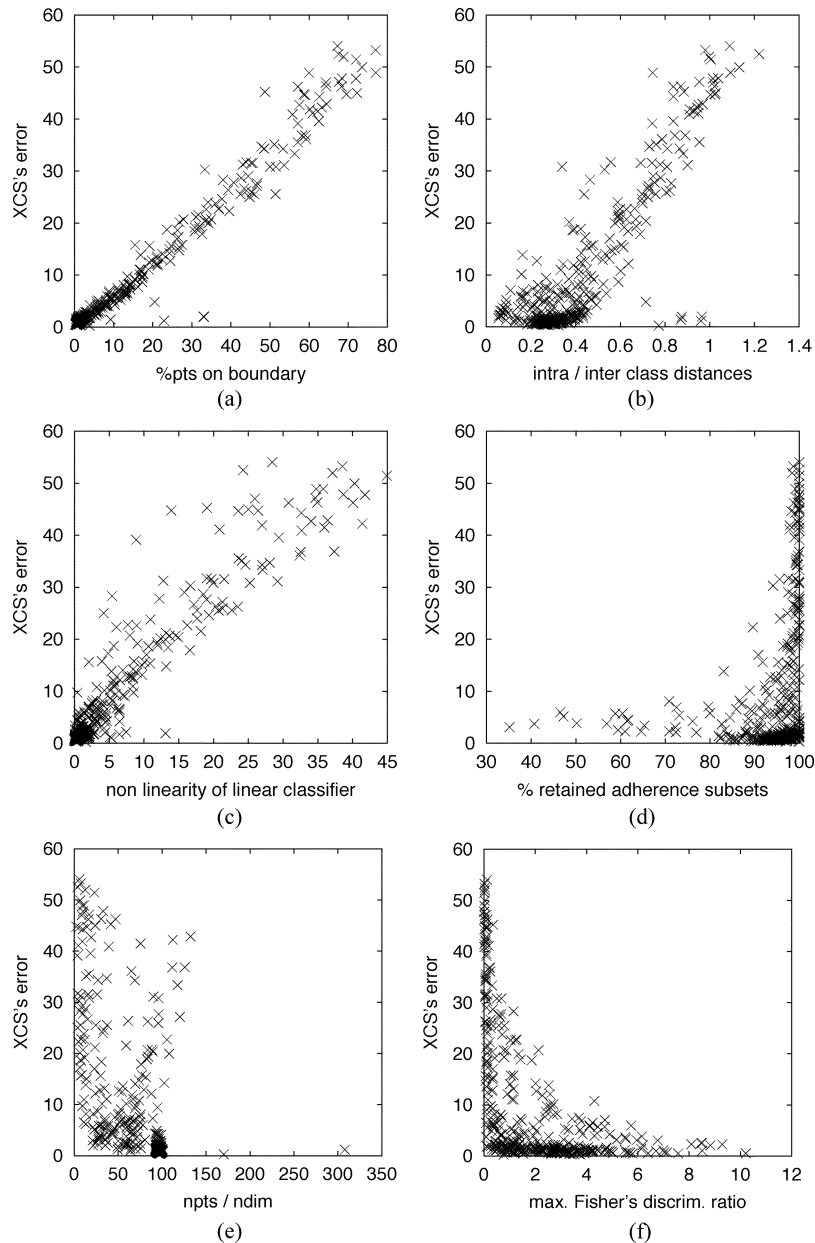 60
50
40
30
20
10
0
XCS's error
0 10 20 30 40 50 60 70 80
%pts on boundary
(a)
60
50
40
30
20
10
0
XCS's error
0 0.2 0.4 0.6 0.8 1 1.2 1.4
intra / inter class distances
(b)
60
50
40
30
20
10
0
XCS's error
0 5 10 15 20 25 30 35 40 45
non linearity of linear classifier
(c)
60
50
40
30
20
10
0
XCS's error
30 40 50 60 70 80 90 100
% retained adherence subsets
(d)
60
50
40
30
20
10
0
XCS's error
0 50 100 150 200 250 300 350
npts / ndim
(e)
60
50
40
30
20
10
0
XCS's error
0 2 4 6 8 10 12
max. Fisher's discrim. ratio
(f)